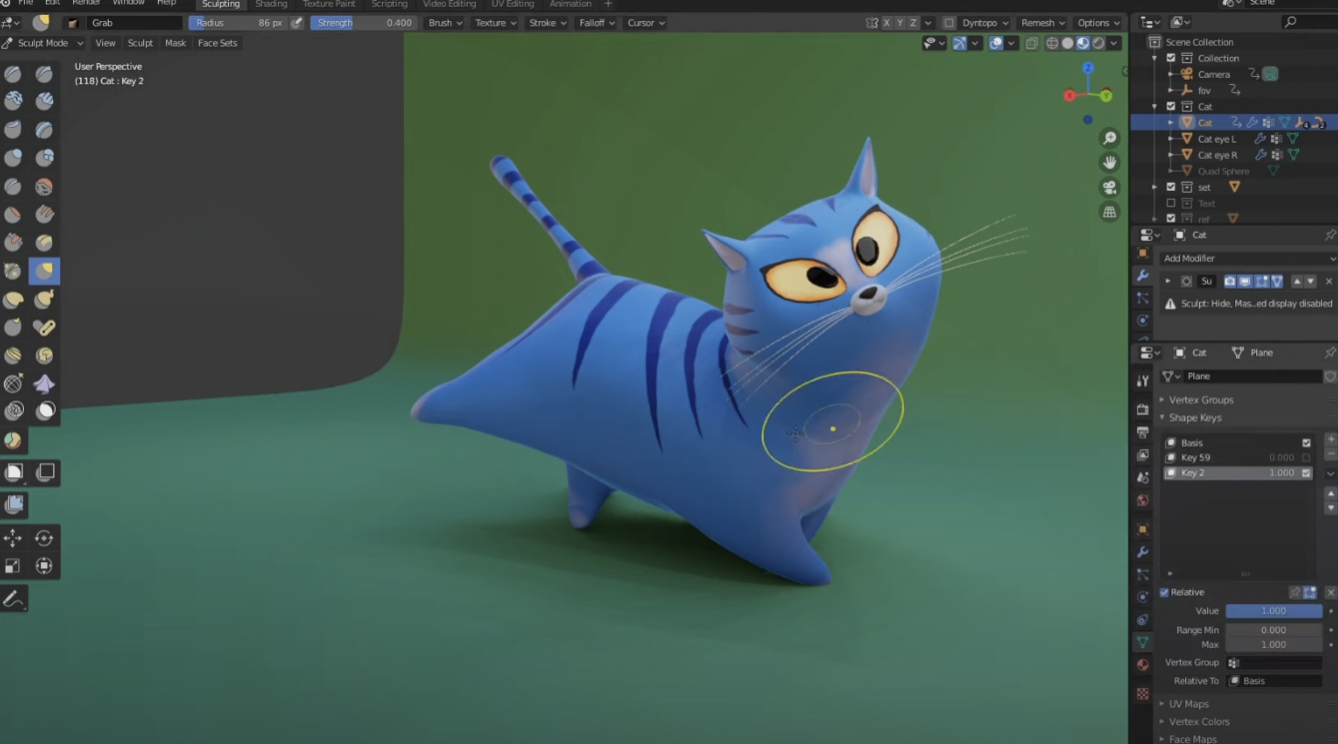 File Edit Render Window Help Sculpting Shading Texture Paint Scripting Video Editing UV Editing Animation + Scene
Grab Radius 86 px Strength 0.400 Brush Texture Stroke Falloff Cursor X Y Z Dyntopo Remesh Options
Sculpt Mode View Sculpt Mask Face Sets
User Perspective
(118) Cat : Key 2
Z
X
Y
Scene Collection
Collection
Camera
fov
Cat
Cat
4
2
Cat eye L
Cat eye R
Quad Sphere
set
Text
ref
Cat
Add Modifier
Su
Sculpt: Hide, Mas...ed display disabled
Cat Plane
Plane
Vertex Groups
Shape Keys
Basis
Key 59 0.000
Key 2 1.000
Relative
Value 1.000
Range Min 0.000
Max 1.000
Vertex Group
Relative To Basis
UV Maps
Vertex Colors
Face Maps